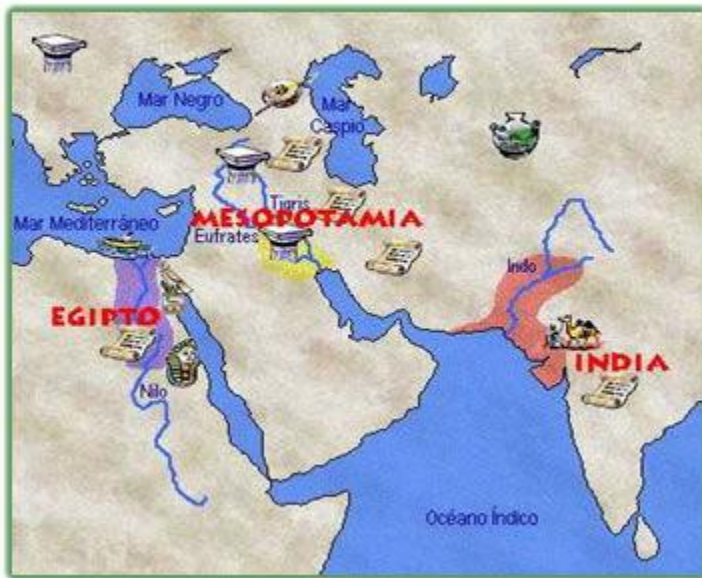 Mar Negro
Mar
Caspio
Tigris
Mar Mediterráneo
MESOPOTAMIA
Eufrates
Indo
EGIPTO
INDIA
Nilo
Océano Índico